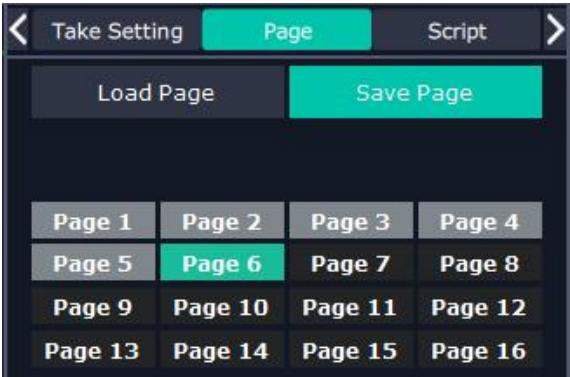 Take Setting Page Script
Load Page Save Page
Page 1 Page 2 Page 3 Page 4
Page 5 Page 6 Page 7 Page 8
Page 9 Page 10 Page 11 Page 12
Page 13 Page 14 Page 15 Page 16